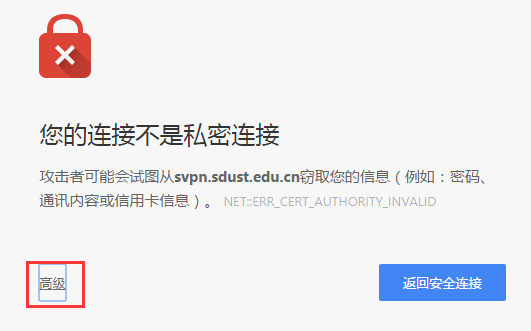 您的连接不是私密连接
攻击者可能会试图从svpn.sdust.edu.cn窃取您的信息（例如：密码、
通讯内容或信用卡信息）。 NET::ERR_CERT_AUTHORITY_INVALID
高级
返回安全连接